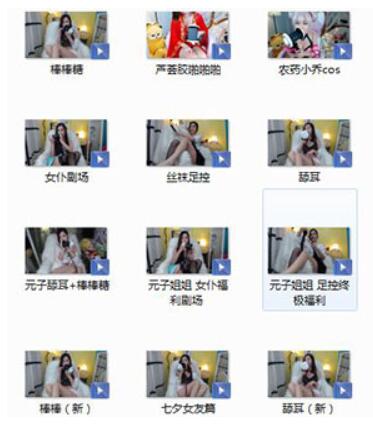 棒棒糖
芦荟胶啪啪啪
农药小乔cos
女仆剧场
丝袜足控
舔耳
元子舔耳+棒棒糖
元子姐姐 女仆福
利剧场
元子姐姐 足控终
极福利
棒棒（新）
七夕女友篇
舔耳（新）